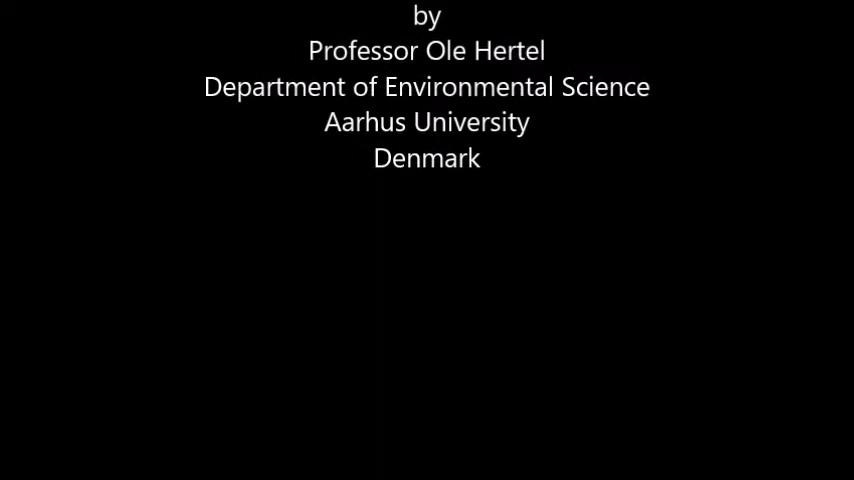 by
Professor Ole Hertel
Department of Environmental Science
Aarhus University
Denmark